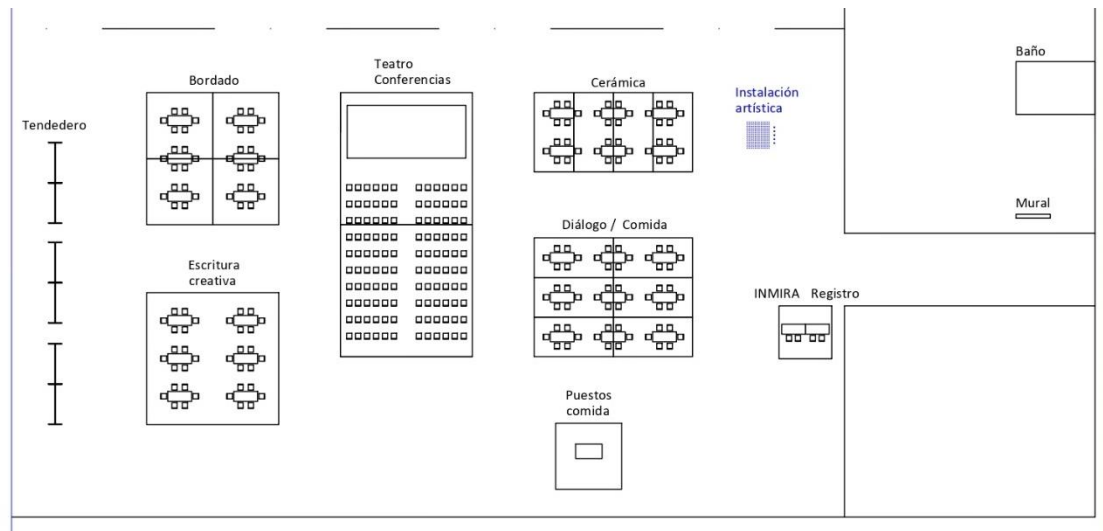 Teatro
Conferencias
Bordado
Cerámica
Instalación
artística
Baño
Tendedero
Mural
Diálogo / Comida
Escritura
creativa
INMIRA Registro
Puestos
comida